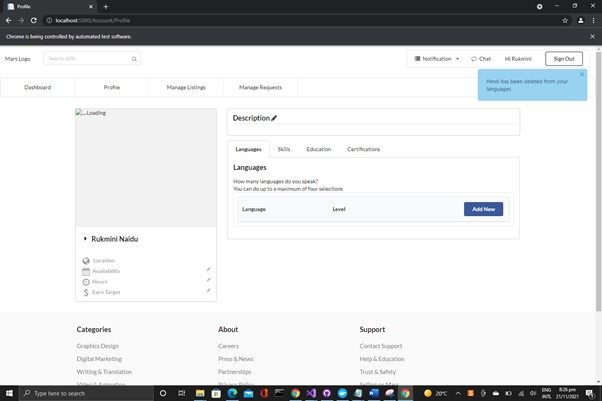 Profile
localhost:5000/Account/Profile
Chrome is being controlled by automated test software.
Mars Logo
Search skills
Notification
Chat
Hi Rukmini
Sign Out
Hindi has been deleted from your
languages
Dashboard
Profile
Manage Listings
Manage Requests
...Loading
Description
Languages
Skills
Education
Certifications
Languages
How many languages do you speak?
You can do up to a maximum of four selections
Language
Level
Add New
Rukmini Naidu
Location
Availability
Hours
Earn Target
Categories
About
Support
Graphics Design
Careers
Contact Support
Digital Marketing
Press & News
Help & Education
Writing & Translation
Partnerships
Trust & Safety
Video & Animation
Privacy Policy
Type here to search
20°C
ENG
INTL
8:26 pm
21/11/2021